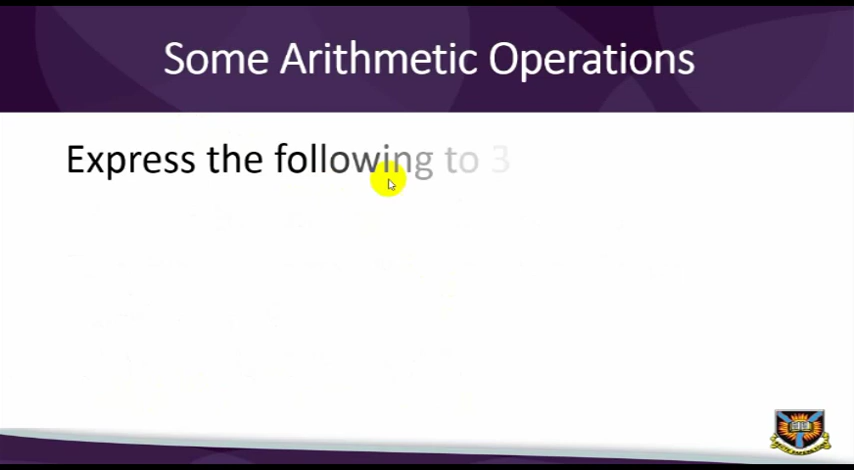 Some Arithmetic Operations
Express the following to 3